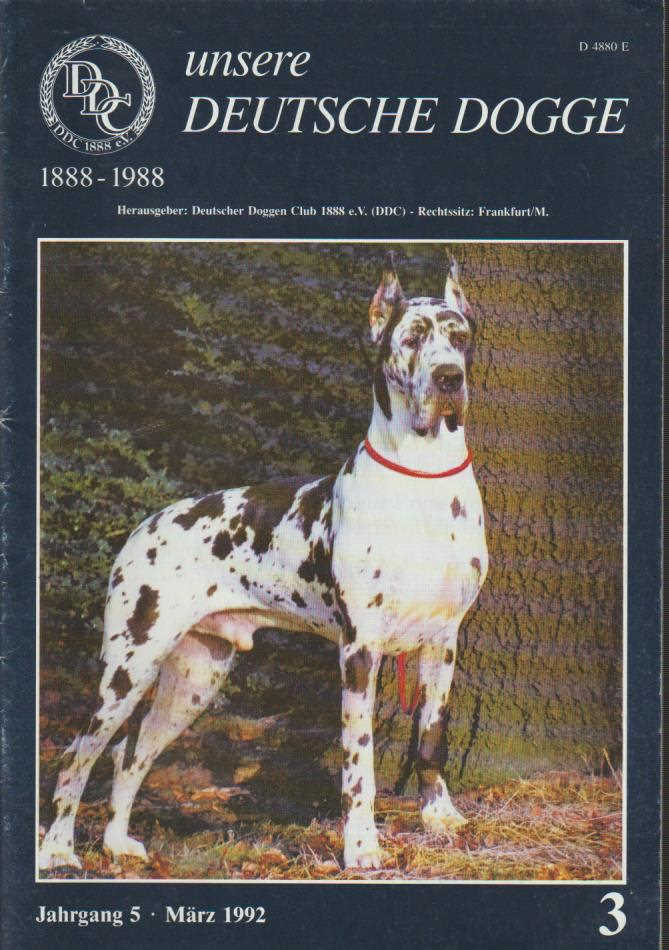 D 4880 E
unsere
DEUTSCHE DOGGE
DDC
DDC 1888 e.V.
1888 - 1988
Herausgeber: Deutscher Doggen Club 1888 e.V. (DDC) - Rechtssitz: Frankfurt/M.
Jahrgang 5 · März 1992
3